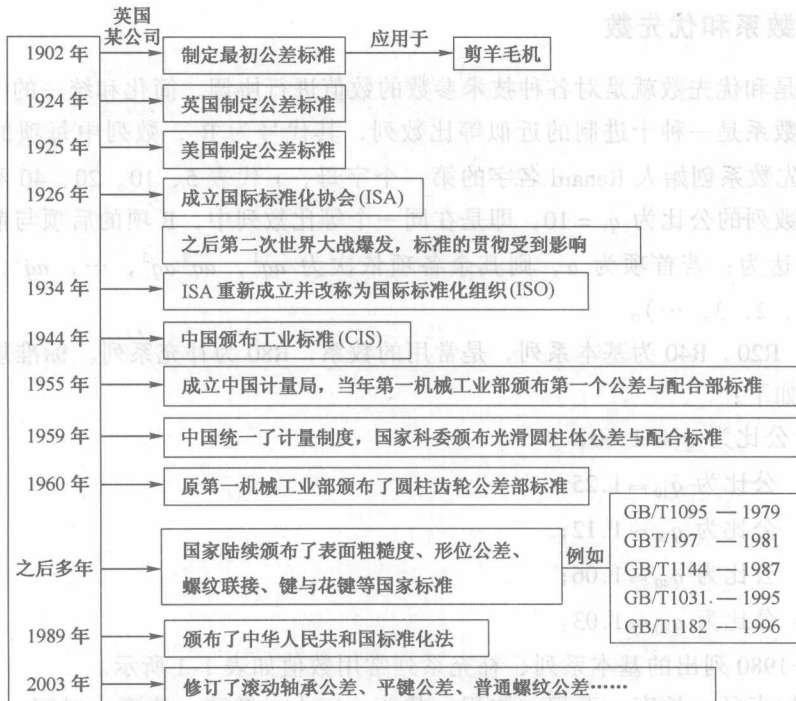 英国
某公司
1902 年 制定最初公差标准 应用于 剪羊毛机
1924 年 英国制定公差标准
1925 年 美国制定公差标准
1926 年 成立国际标准化协会(ISA)
之后第二次世界大战爆发，标准的贯彻受到影响
1934 年 ISA 重新成立并改称为国际标准化组织(ISO)
1944 年 中国颁布工业标准(CIS)
1955 年 成立中国计量局，当年第一机械工业部颁布第一个公差与配合部标准
1959 年 中国统一了计量制度，国家科委颁布光滑圆柱体公差与配合标准
1960 年 原第一机械工业部颁布了圆柱齿轮公差部标准
之后多年 国家陆续颁布了表面粗糙度、形位公差、
螺纹联接、键与花键等国家标准
例如
GB/T1095 — 1979
GBT/197 — 1981
GB/T1144 — 1987
GB/T1031. — 1995
GB/T1182 — 1996
1989 年 颁布了中华人民共和国标准化法
2003 年 修订了滚动轴承公差、平键公差、普通螺纹公差……